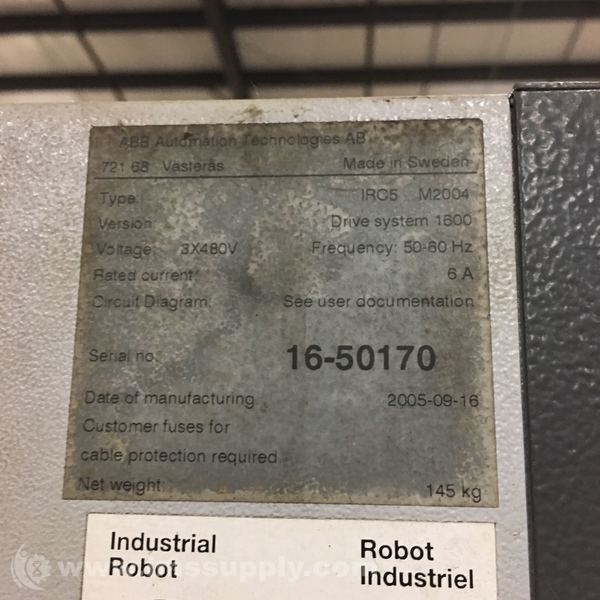 ABB Automation Technologies AB
721 68 Västerås Made in Sweden
Type: IRC5 M2004
Version: Drive system 1600
Voltage: 3X480V Frequency: 50-60 Hz
Rated current: 6 A
Circuit Diagram: See user documentation
Serial no: 16-50170
Date of manufacturing 2005-09-16
Customer fuses for
cable protection required
Net weight: 145 kg
Industrial Robot
Robot Industriel